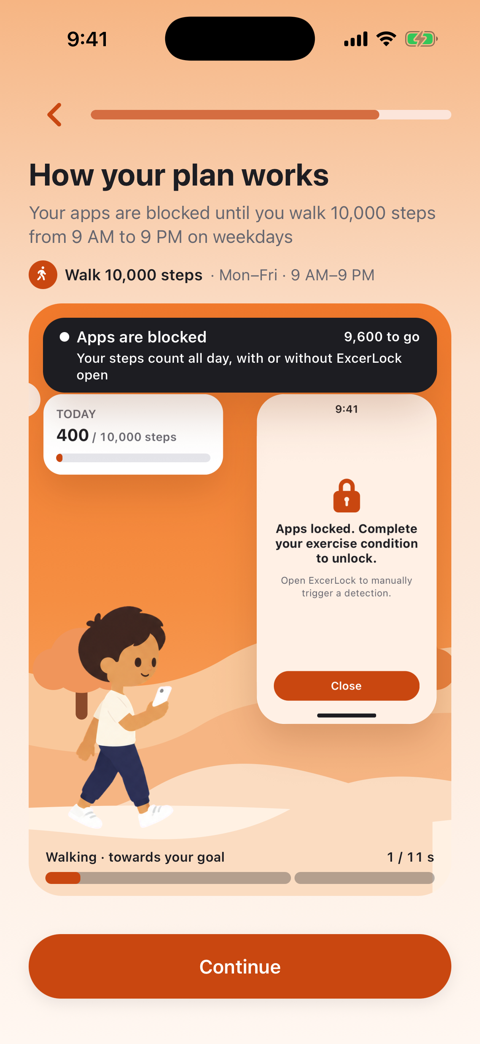 9:41
How your plan works
Your apps are blocked until you walk 10,000 steps
from 9 AM to 9 PM on weekdays
Walk 10,000 steps · Mon–Fri · 9 AM–9 PM
Apps are blocked 9,600 to go
Your steps count all day, with or without ExcerLock
open
TODAY
400 / 10,000 steps
9:41
Apps locked. Complete
your exercise condition
to unlock.
Open ExcerLock to manually
trigger a detection.
Close
Walking · towards your goal 1 / 11 s
Continue